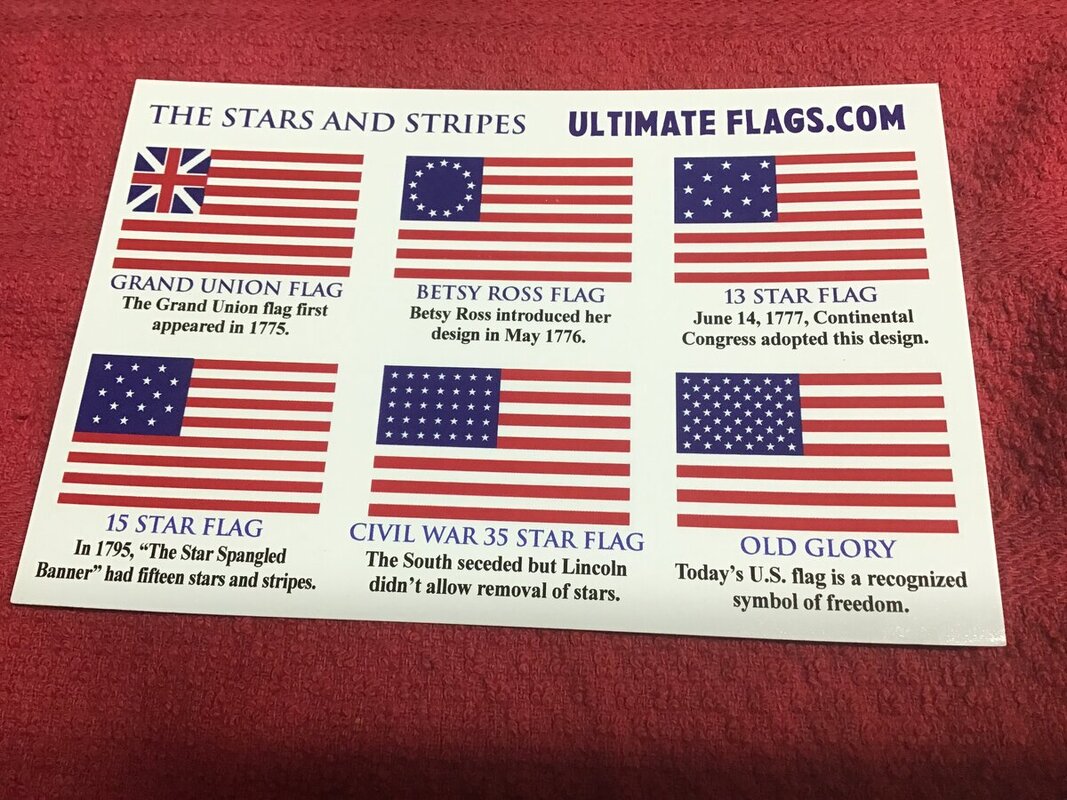 THE STARS AND STRIPES
ULTIMATE FLAGS.COM
GRAND UNION FLAG
The Grand Union flag first
appeared in 1775.
BETSY ROSS FLAG
Betsy Ross introduced her
design in May 1776.
13 STAR FLAG
June 14, 1777, Continental
Congress adopted this design.
15 STAR FLAG
In 1795, “The Star Spangled
Banner” had fifteen stars and stripes.
CIVIL WAR 35 STAR FLAG
The South seceded but Lincoln
didn’t allow removal of stars.
OLD GLORY
Today’s U.S. flag is a recognized
symbol of freedom.